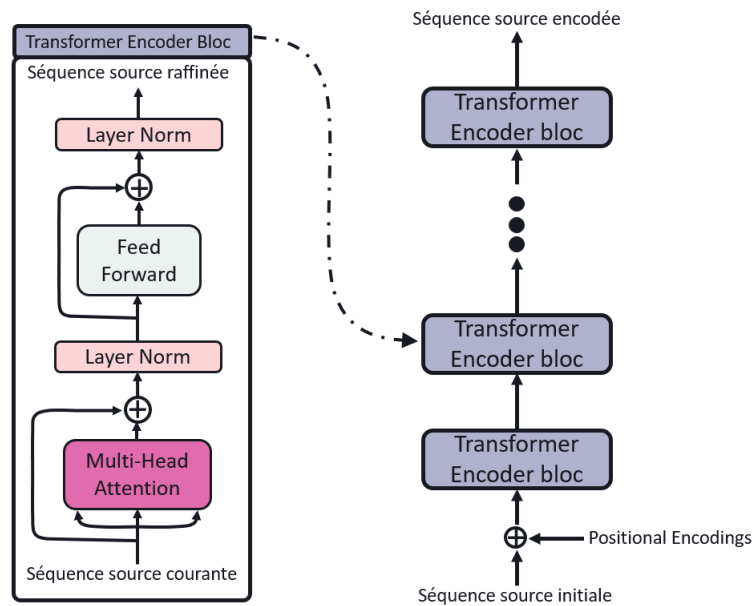 Transformer Encoder Bloc
Séquence source raffinée
Layer Norm
Feed
Forward
Layer Norm
Multi-Head
Attention
Séquence source courante
Séquence source encodée
Transformer
Encoder bloc
Transformer
Encoder bloc
Transformer
Encoder bloc
Positional Encodings
Séquence source initiale